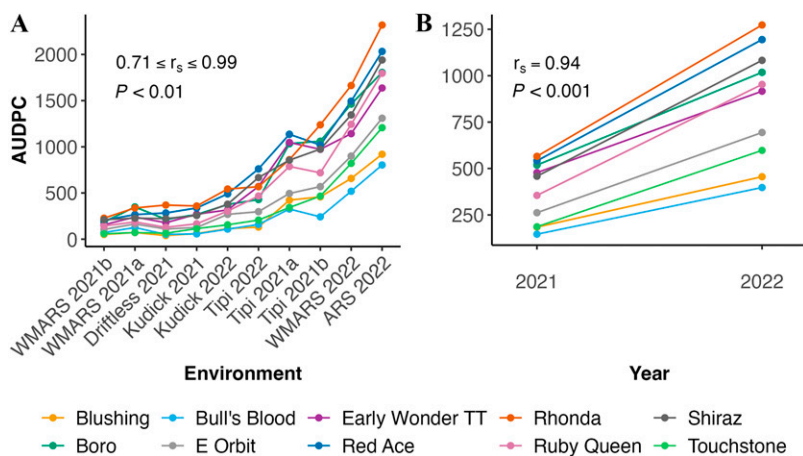 A
0.71 ≤ rs ≤ 0.99
P < 0.01
AUDPC
2000
1500
1000
500
0
WMARS 2021b
WMARS 2021a
Driftless 2021
Kudick 2021
Kudick 2022
Tipi 2022
Tipi 2021a
Tipi 2021b
WMARS 2022
ARS 2022
Environment
B
rs = 0.94
P < 0.001
1250
1000
750
500
250
2021 2022
Year
Blushing Bull's Blood Early Wonder TT Rhonda Shiraz
Boro E Orbit Red Ace Ruby Queen Touchstone